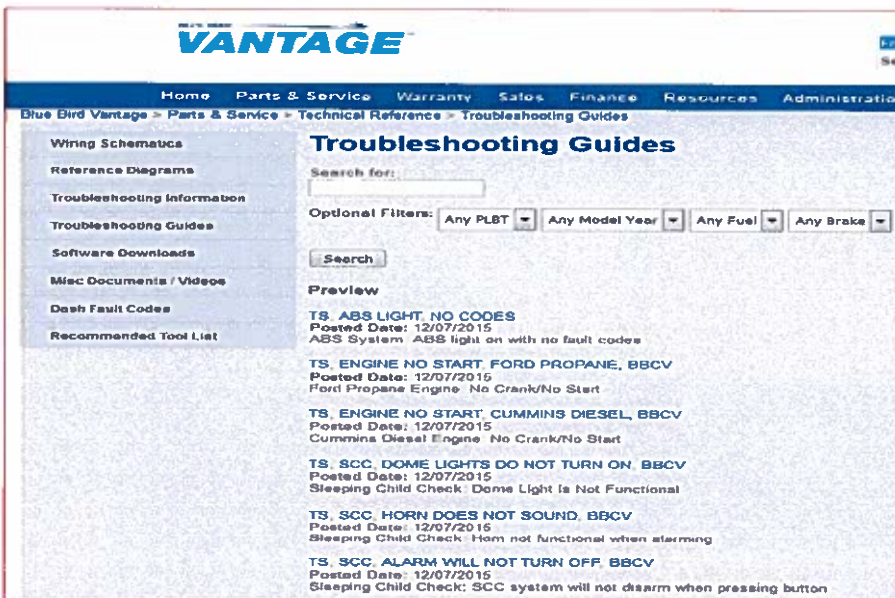 VANTAGE
Home Parts & Service Warranty Sales Finance Resources
Blue Bird Vantage > Parts & Service > Technical Reference > Troubleshooting Guides
Wiring Schematics
Reference Diagrams
Troubleshooting Information
Troubleshooting Guides
Software Downloads
Misc Documents / Videos
Dash Fault Codes
Recommended Tool List
Troubleshooting Guides
Search for:
Optional Filters: Any PLBT Any Model Year Any Fuel Any Brake
Search
Preview
TS, ABS LIGHT, NO CODES
Posted Date: 12/07/2015
ABS System: ABS light on with no fault codes
TS, ENGINE NO START, FORD PROPANE, BBCV
Posted Date: 12/07/2015
Ford Propane Engine: No Crank/No Start
TS, ENGINE NO START, CUMMINS DIESEL, BBCV
Posted Date: 12/07/2015
Cummins Diesel Engine: No Crank/No Start
TS, SCC, DOME LIGHTS DO NOT TURN ON, BBCV
Posted Date: 12/07/2015
Sleeping Child Check: Dome Light Is Not Functional
TS, SCC, HORN DOES NOT SOUND, BBCV
Posted Date: 12/07/2015
Sleeping Child Check: Horn not functional when alarming
TS, SCC, ALARM WILL NOT TURN OFF, BBCV
Posted Date: 12/07/2015
Sleeping Child Check: SCC system will not disarm when pressing button